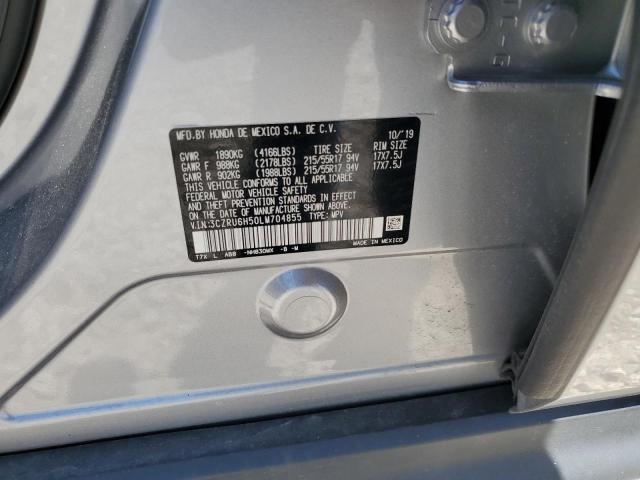 MFD.BY HONDA DE MEXICO S.A. DE C.V. 10/'19
GVWR 1890KG (4166LBS) TIRE SIZE RIM SIZE
GAWR F 988KG (2178LBS) 215/55R17 94V 17X7.5J
GAWR R 902KG (1988LBS) 215/55R17 94V 17X7.5J
THIS VEHICLE CONFORMS TO ALL APPLICABLE
FEDERAL MOTOR VEHICLE SAFETY
AND THEFT PREVENTION STANDARDS IN EFFECT
ON THE DATE OF MANUFACTURE SHOWN ABOVE.
V.I.N:3CZRU6H50LM704855 TYPE: MPV
T7X L ABB -NH830MX -B -M MADE IN MEXICO